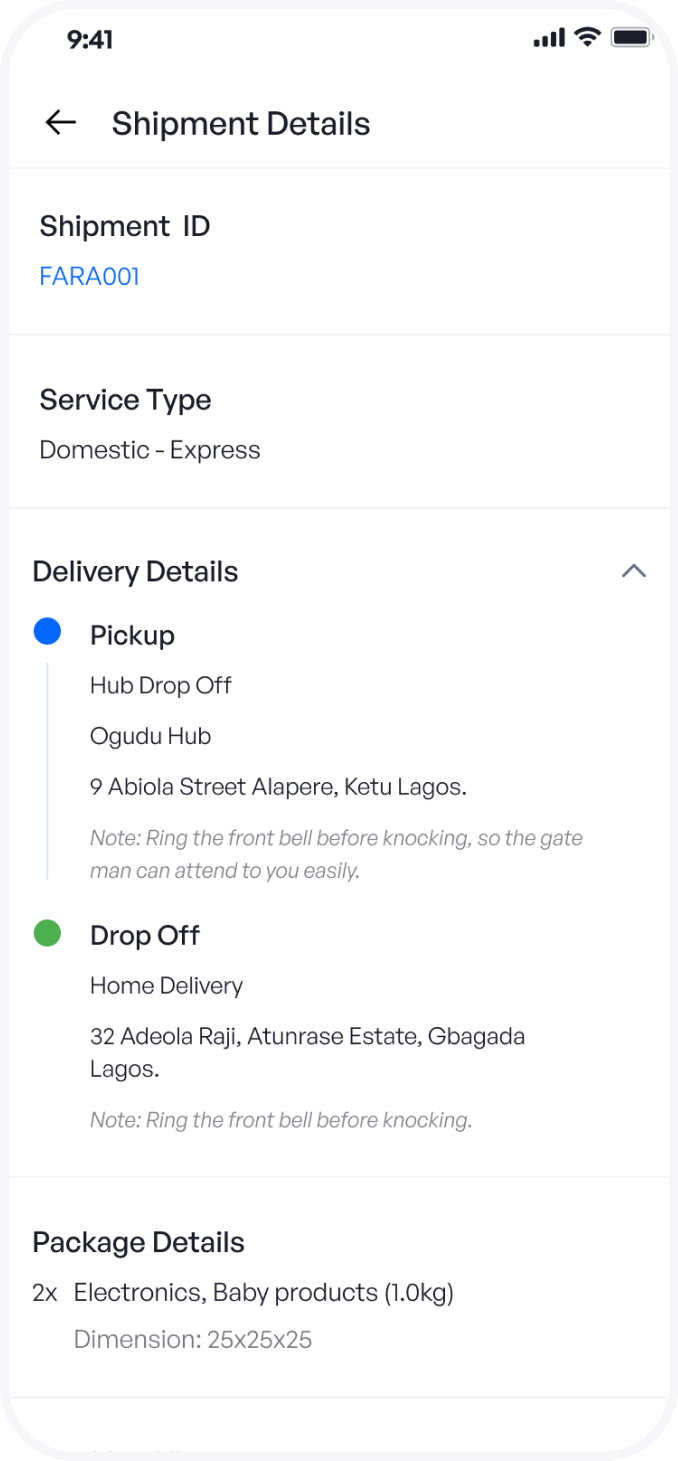 9:41
Shipment Details
Shipment ID
FARA001
Service Type
Domestic - Express
Delivery Details
Pickup
Hub Drop Off
Ogudu Hub
9 Abiola Street Alapere, Ketu Lagos.
Note: Ring the front bell before knocking, so the gate
man can attend to you easily.
Drop Off
Home Delivery
32 Adeola Raji, Atunrase Estate, Gbagada
Lagos.
Note: Ring the front bell before knocking.
Package Details
2x Electronics, Baby products (1.0kg)
Dimension: 25x25x25